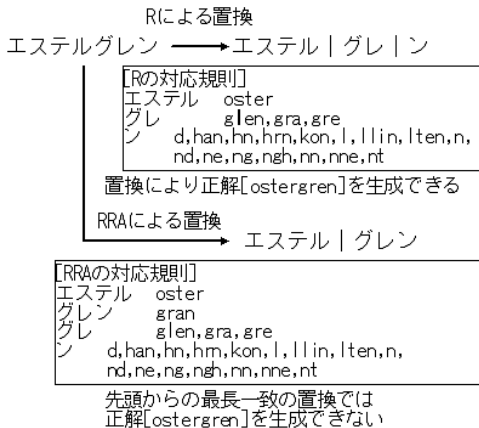 Rによる置換
エステルグレン → エステル｜グレ｜ン
[Rの対応規則]
エステル oster
グレ glen,gra,gre
ン d,han,hn,hrn,kon,l,llin,lten,n,
nd,ne,ng,ngh,nn,nne,nt
置換により正解[ostergren]を生成できる
RRAによる置換
エステル｜グレン
[RRAの対応規則]
エステル oster
グレン gran
グレ glen,gra,gre
ン d,han,hn,hrn,kon,l,llin,lten,n,
nd,ne,ng,ngh,nn,nne,nt
先頭からの最長一致の置換では
正解[ostergren]を生成できない